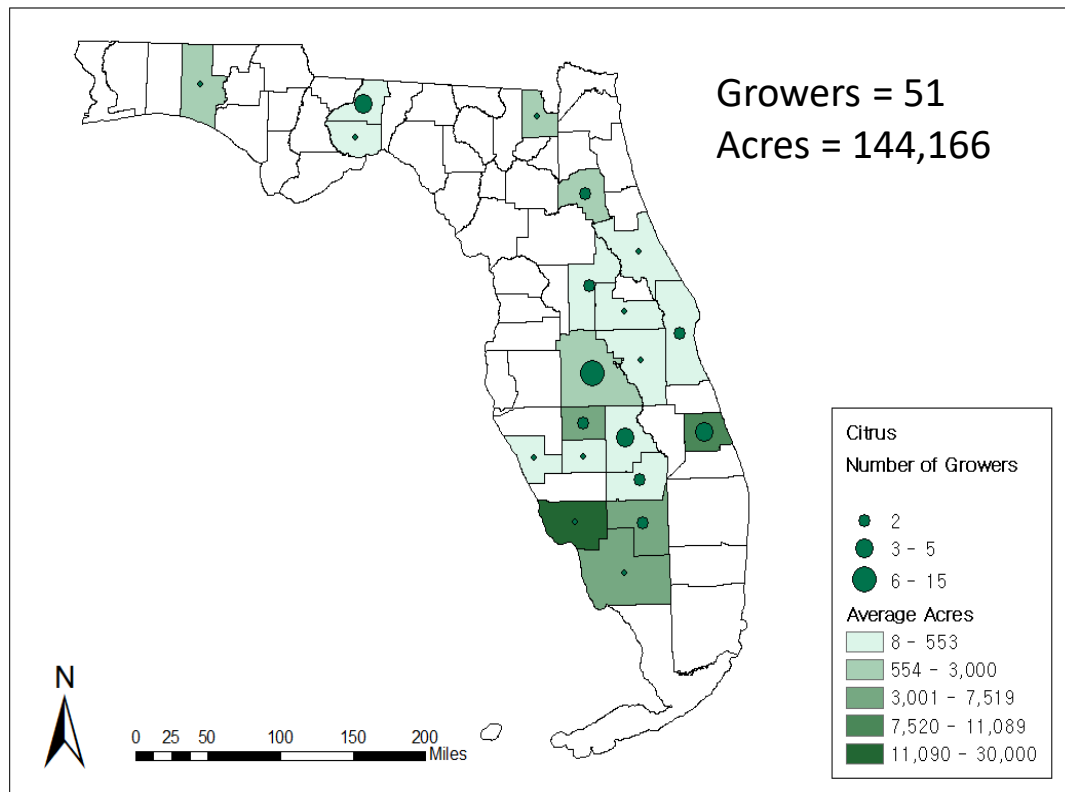 Growers = 51
Acres = 144,166
Citrus
Number of Growers
2
3 - 5
6 - 15
Average Acres
8 - 553
554 - 3,000
3,001 - 7,519
7,520 - 11,089
11,090 - 30,000
N
0 25 50 100 150 200
Miles